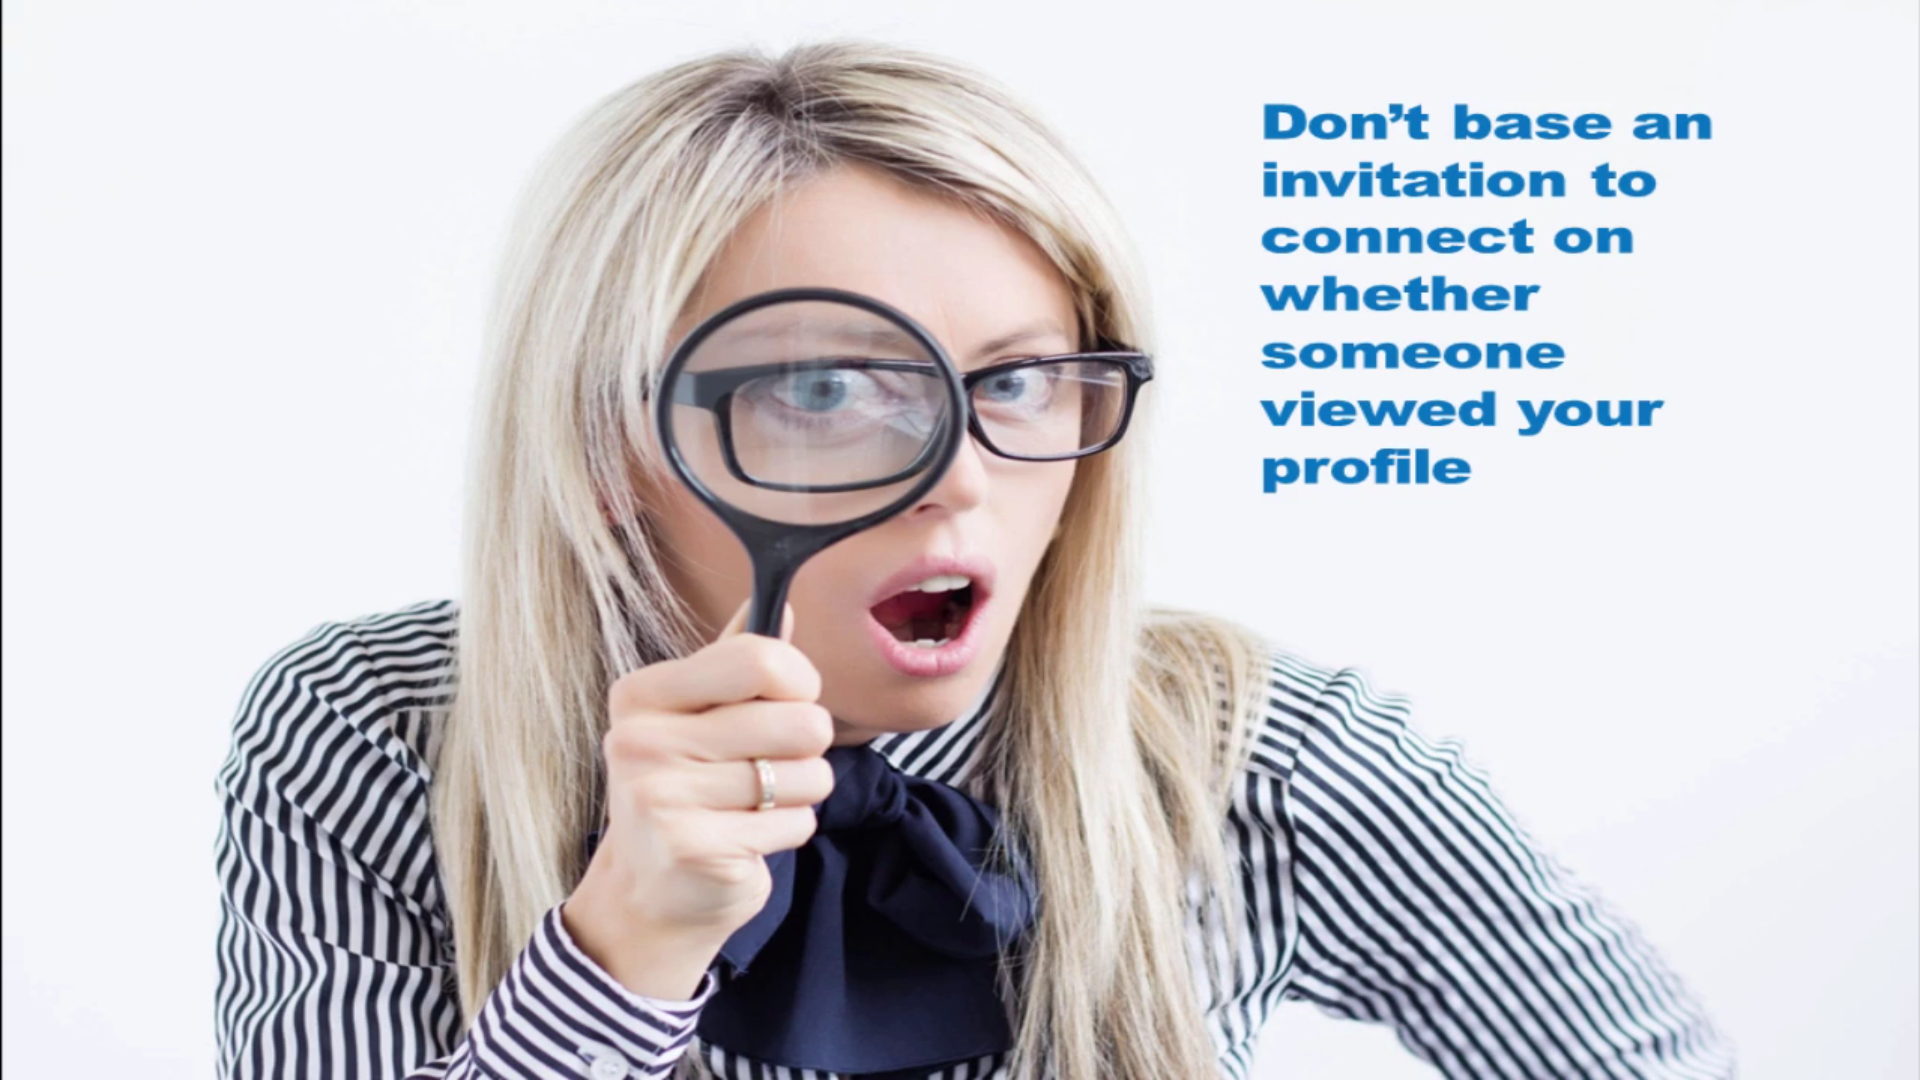 Don’t base an
invitation to
connect on
whether
someone
viewed your
profile